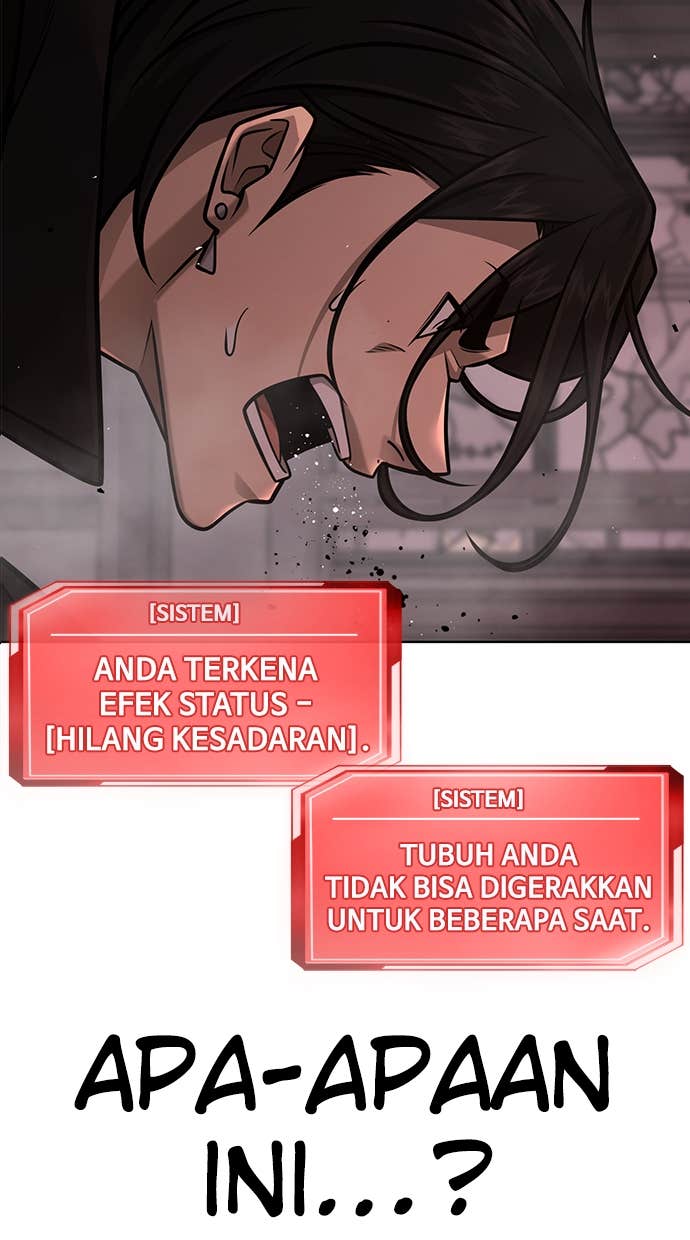 [SISTEM]
ANDA TERKENA
EFEK STATUS –
[HILANG KESADARAN].
[SISTEM]
TUBUH ANDA
TIDAK BISA DIGERAKKAN
UNTUK BEBERAPA SAAT.
APA-APAAN
INI...?